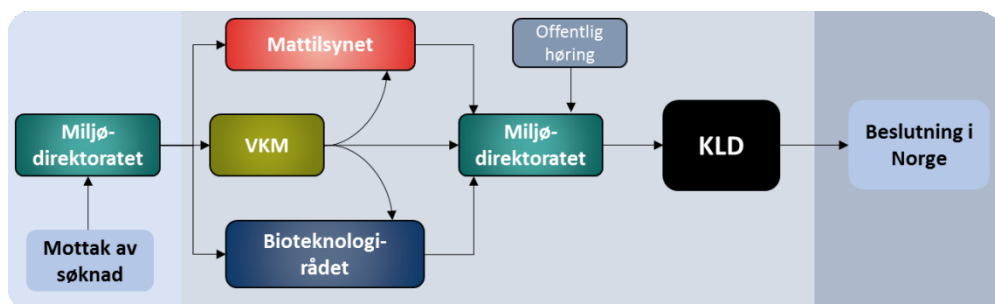 Mattilsynet
Offentlig
høring
Miljø-
direktoratet
VKM
Miljø-
direktoratet
KLD
Beslutning i
Norge
Mottak av
søknad
Bioteknologi-
rådet